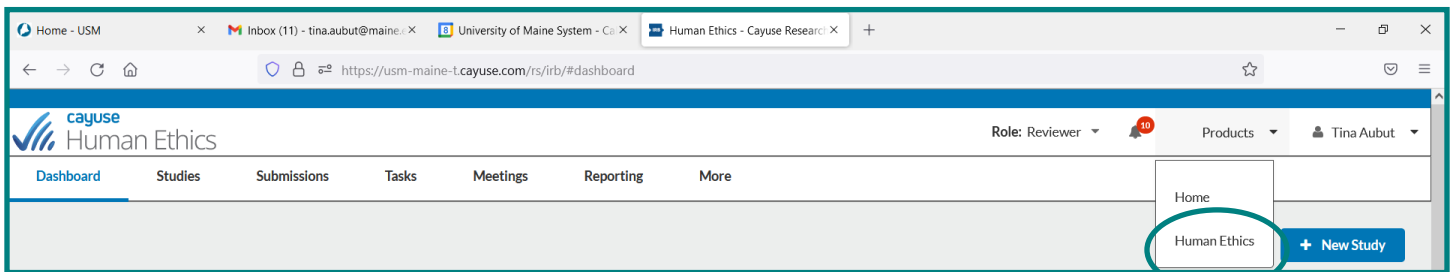 Home - USM
Inbox (11) - tina.aubut@maine.e
8 University of Maine System - Ca
Human Ethics - Cayuse Researc
https://usm-maine-t.cayuse.com/rs/irb/#dashboard
cayuse
Human Ethics
Role: Reviewer
10
Products
Tina Aubut
Dashboard Studies Submissions Tasks Meetings Reporting More
Home
Human Ethics
+ New Study